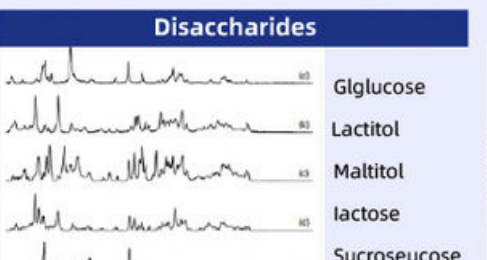 Disaccharides
Glglucose
Lactitol
Maltitol
lactose
Sucroseucose